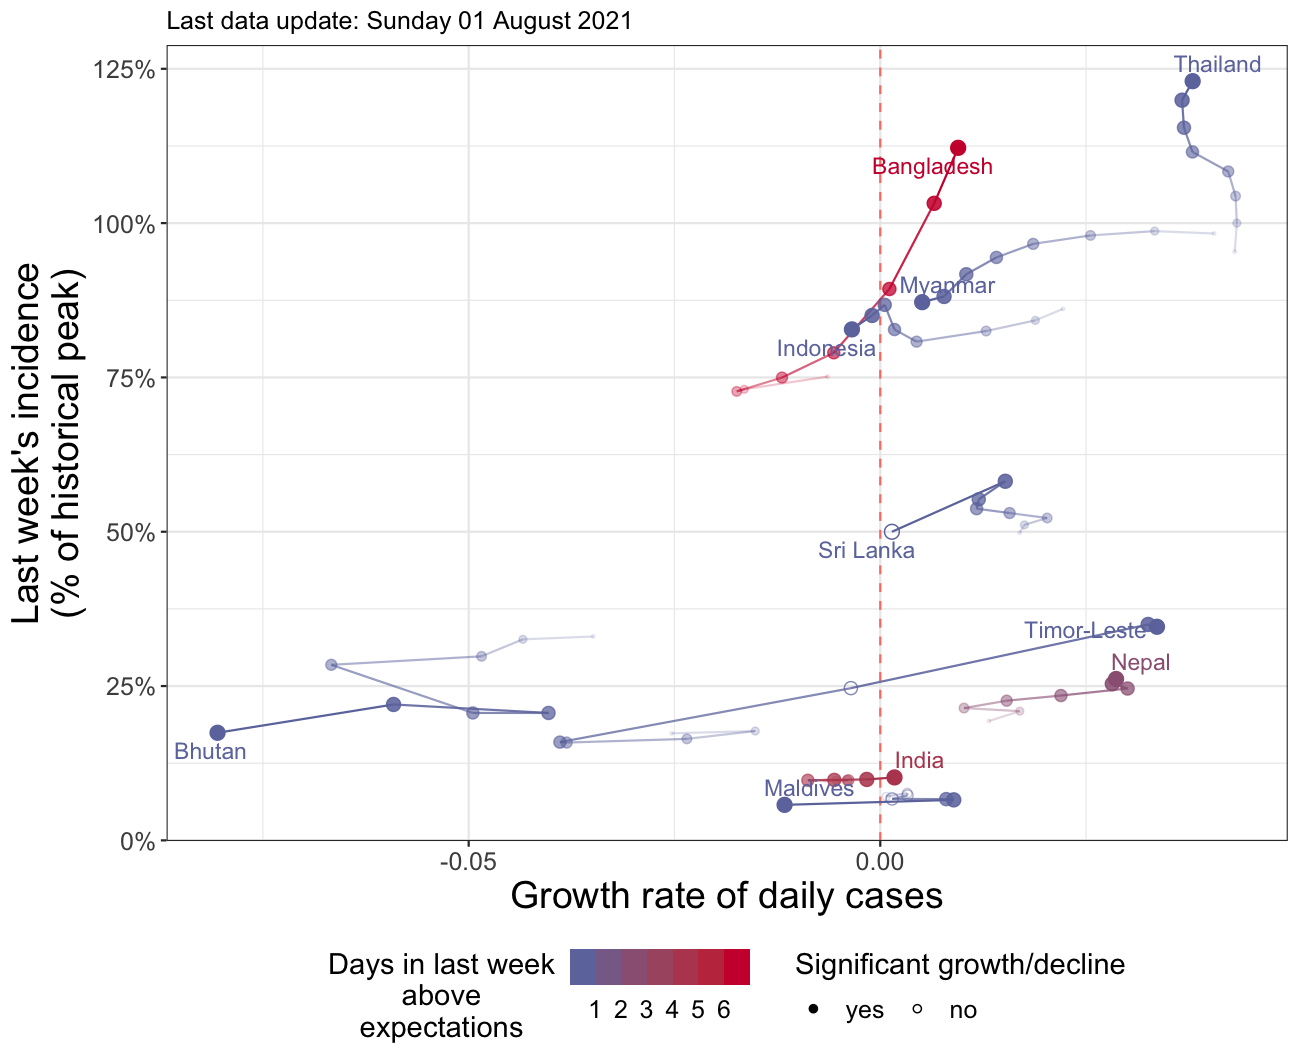 Last data update: Sunday 01 August 2021
125%
100%
75%
50%
25%
0%
Last week's incidence
(% of historical peak)
Thailand
Bangladesh
Myanmar
Indonesia
Sri Lanka
Timor-Leste
Nepal
Bhutan
India
Maldives
-0.05
0.00
Growth rate of daily cases
Days in last week
above
expectations
1 2 3 4 5 6
Significant growth/decline
yes no